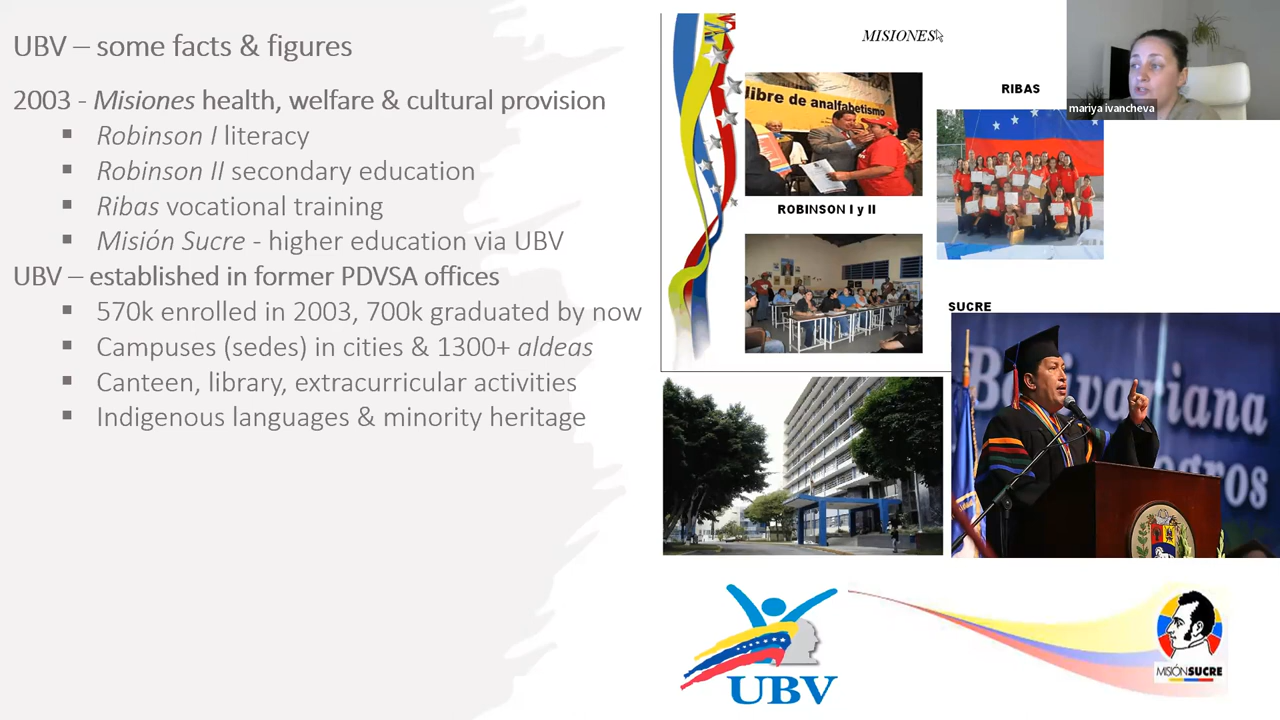 UBV – some facts & figures
2003 - Misiones health, welfare & cultural provision
▪ Robinson I literacy
▪ Robinson II secondary education
▪ Ribas vocational training
▪ Misión Sucre - higher education via UBV
UBV – established in former PDVSA offices
▪ 570k enrolled in 2003, 700k graduated by now
▪ Campuses (sedes) in cities & 1300+ aldeas
▪ Canteen, library, extracurricular activities
▪ Indigenous languages & minority heritage
MISIONES
libre de analfabetismo
ROBINSON I y II
RIBAS
mariya ivancheva
SUCRE
Bolivariana
ogros
UBV
MISIÓN SUCRE